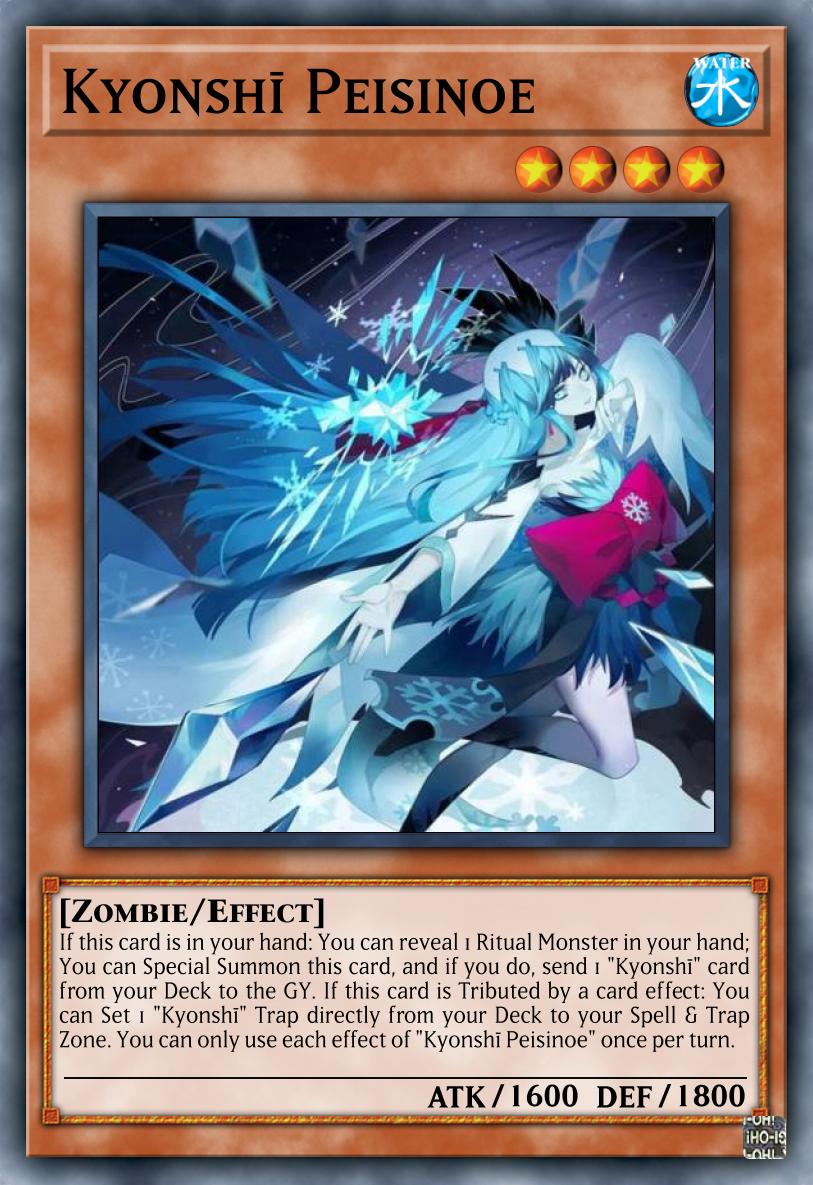 Kyonshī Peisinoe
WATER
水
[Zombie/Effect]
If this card is in your hand: You can reveal 1 Ritual Monster in your hand;
You can Special Summon this card, and if you do, send 1 "Kyonshī" card
from your Deck to the GY. If this card is Tributed by a card effect: You
can Set 1 "Kyonshī" Trap directly from your Deck to your Spell & Trap
Zone. You can only use each effect of "Kyonshī Peisinoe" once per turn.
ATK/1600 DEF/1800